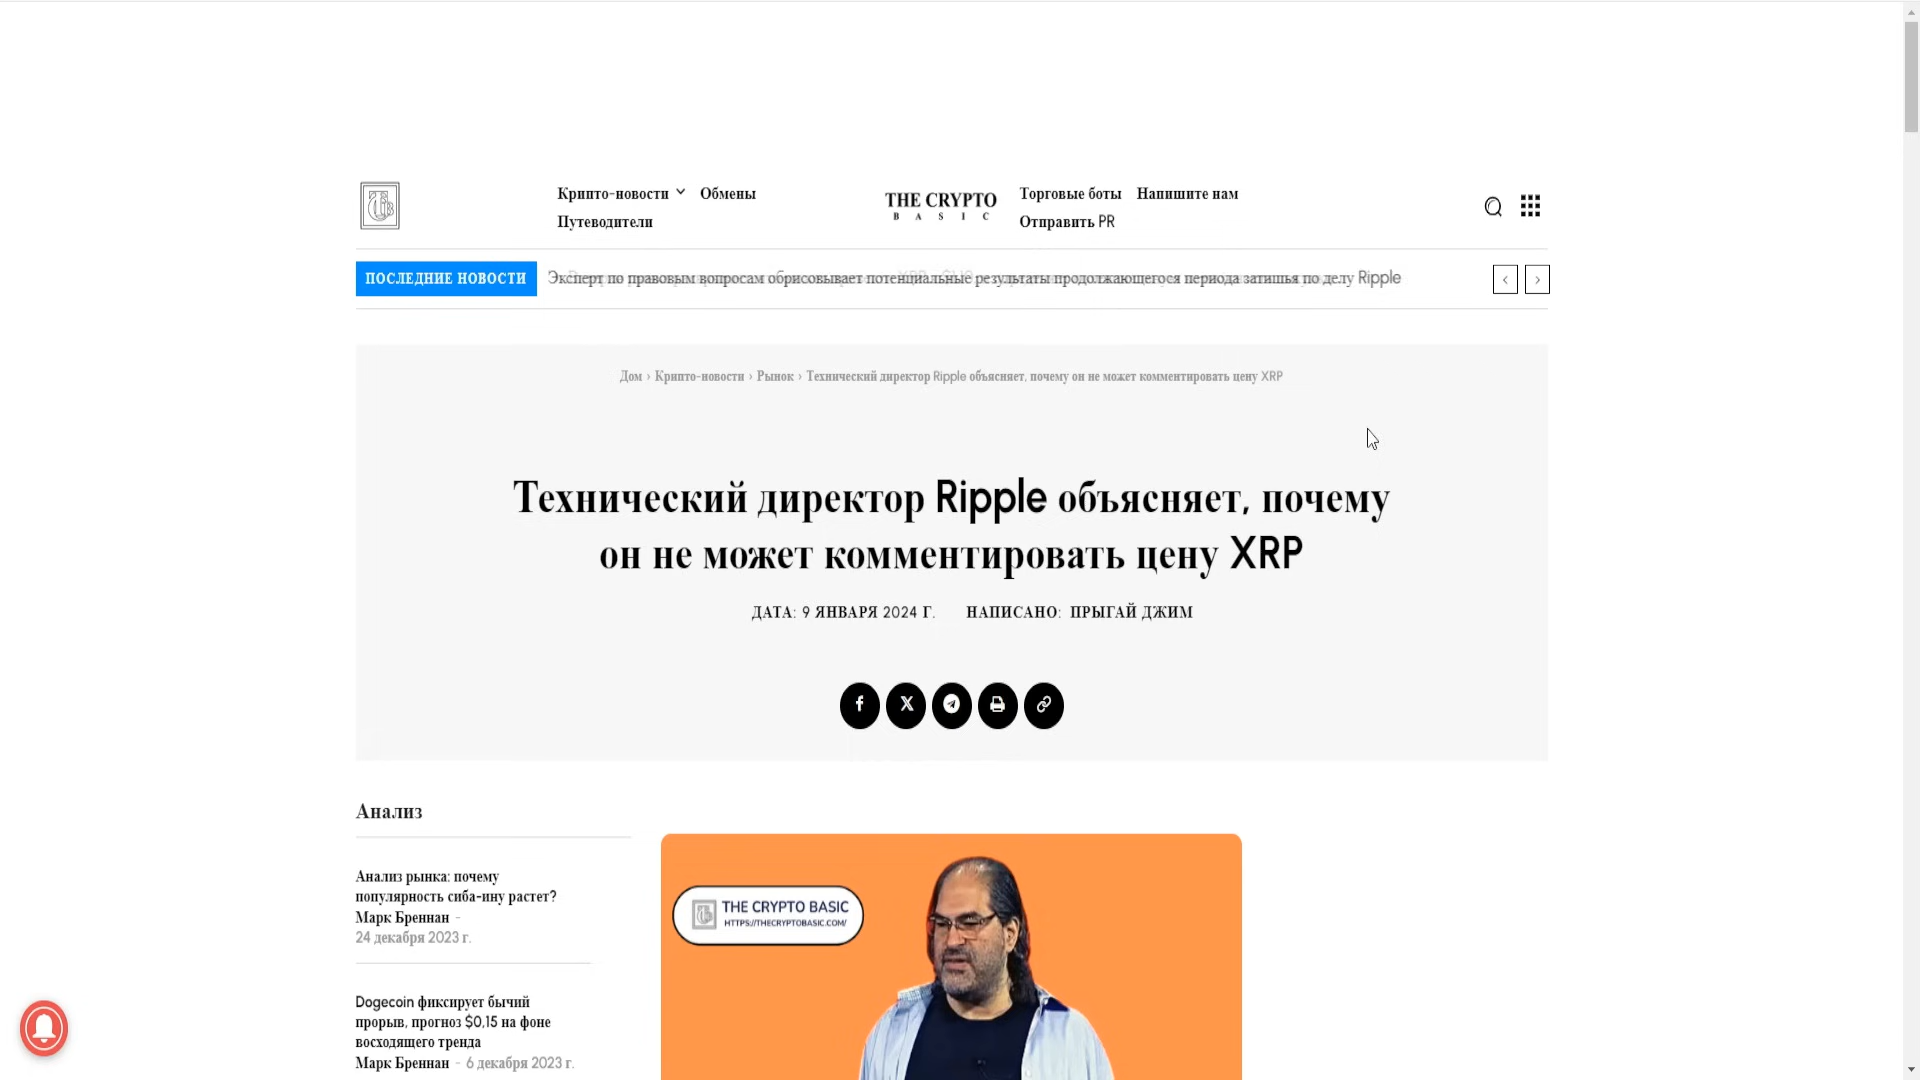 Крипто-новости Обмены
Путеводители
THE CRYPTO
BASIC
Торговые боты Напишите нам
Отправить PR
ПОСЛЕДНИЕ НОВОСТИ
Эксперт по правовым вопросам обрисовывает потенциальные результаты продолжающегося периода затишья по делу Ripple
Дом › Крипто-новости › Рынок › Технический директор Ripple объясняет, почему он не может комментировать цену XRP
Технический директор Ripple объясняет, почему
он не может комментировать цену XRP
ДАТА: 9 ЯНВАРЯ 2024 Г. НАПИСАНО: ПРЫГАЙ ДЖИМ
Анализ
Анализ рынка: почему
популярность сиба-ину растет?
Марк Бреннан -
24 декабря 2023 г.
Dogecoin фиксирует бычий
прорыв, прогноз $0,15 на фоне
восходящего тренда
Марк Бреннан - 6 декабря 2023 г.
THE CRYPTO BASIC
HTTPS://THECRYPTOBASIC.COM/